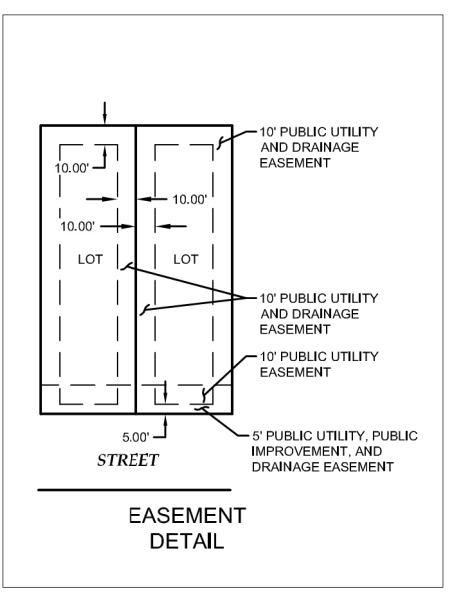 10' PUBLIC UTILITY
AND DRAINAGE
EASEMENT
10.00'
10.00'
10.00'
LOT
LOT
10' PUBLIC UTILITY
AND DRAINAGE
EASEMENT
10' PUBLIC UTILITY
EASEMENT
5.00'
5' PUBLIC UTILITY, PUBLIC
IMPROVEMENT, AND
DRAINAGE EASEMENT
STREET
EASEMENT
DETAIL